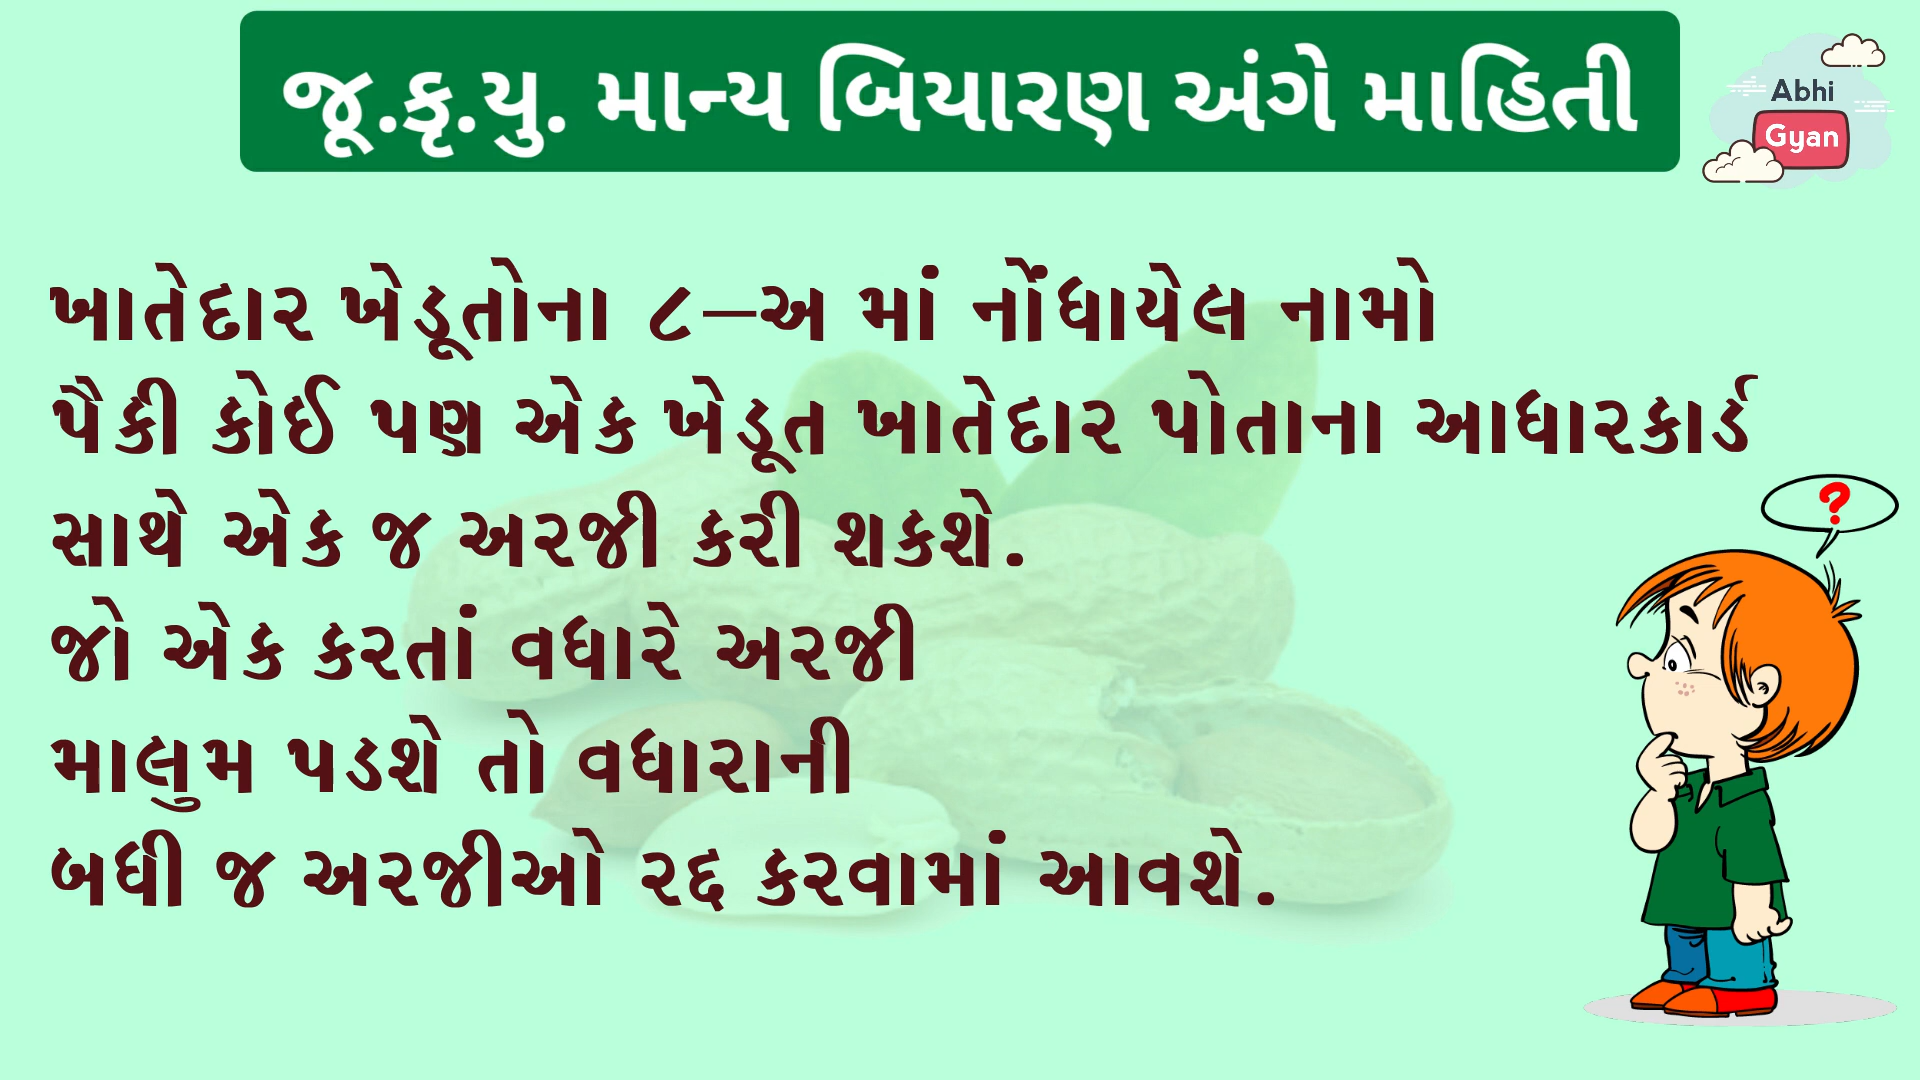 જૂ.કૃ.યુ. માન્ય બિયારણ અંગે માહિતી
Abhi
Gyan
ખાતેદાર ખેડૂતોના ૮–અ માં નોંધાયેલ નામો
પૈકી કોઈ પણ એક ખેડૂત ખાતેદાર પોતાના આધારકાર્ડ
સાથે એક જ અરજી કરી શકશે.
?
જો એક કરતાં વધારે અરજી
માલુમ પડશે તો વધારાની
બધી જ અરજીઓ રદ્દ કરવામાં આવશે.